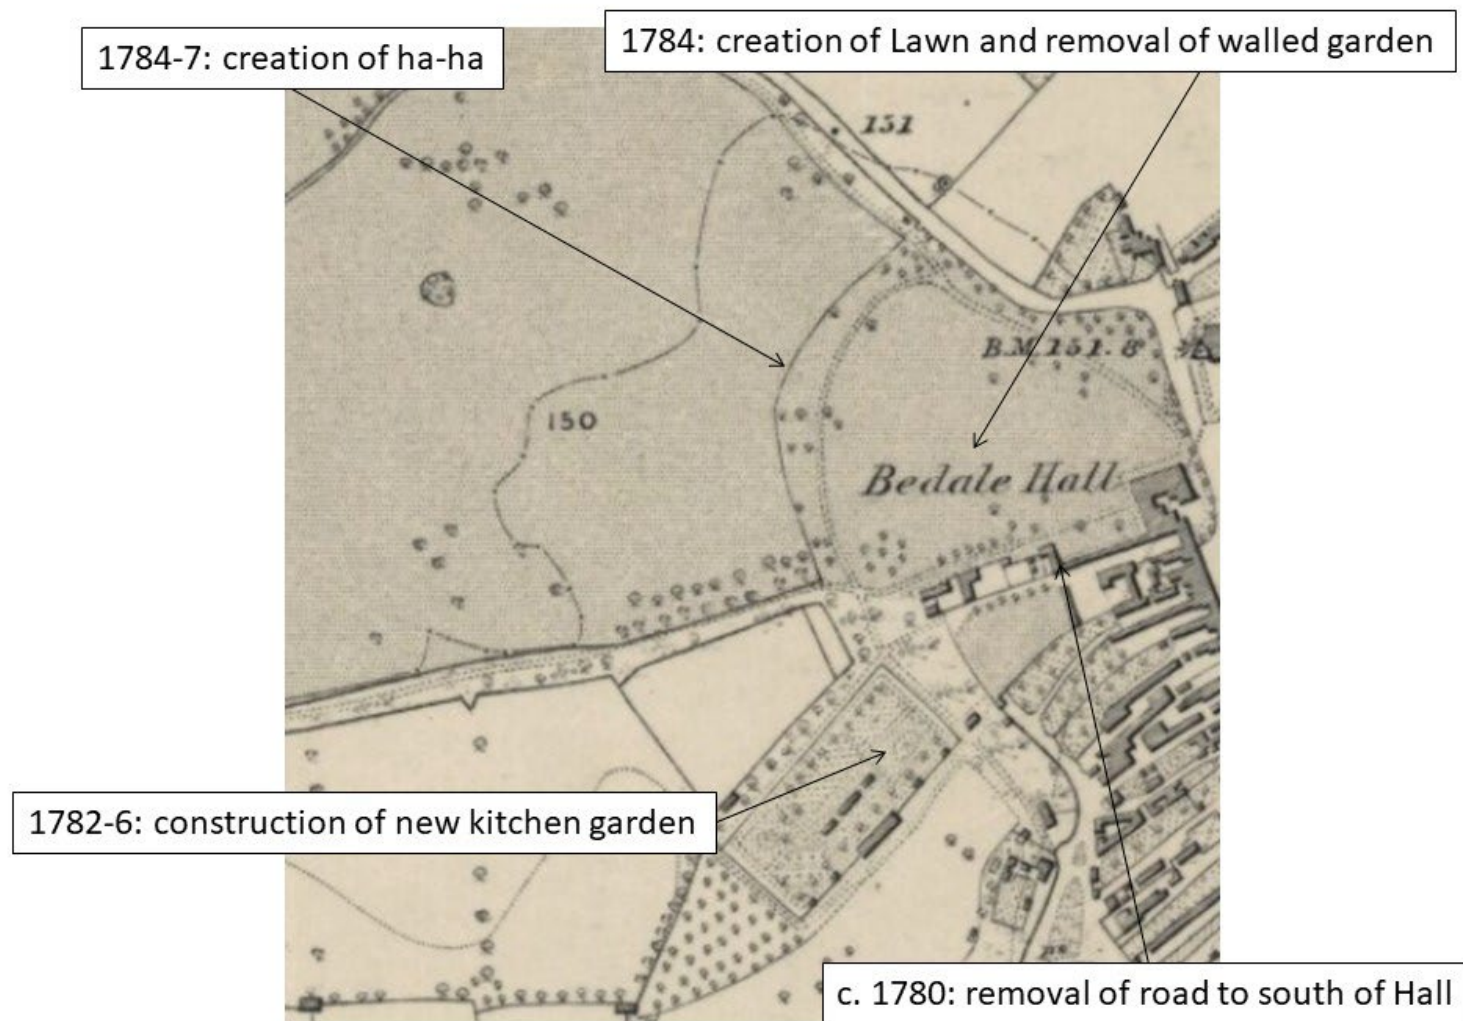 1784-7: creation of ha-ha
1784: creation of Lawn and removal of walled garden
151
B.M. 151. 8
150
Bedale Hall
1782-6: construction of new kitchen garden
c. 1780: removal of road to south of Hall